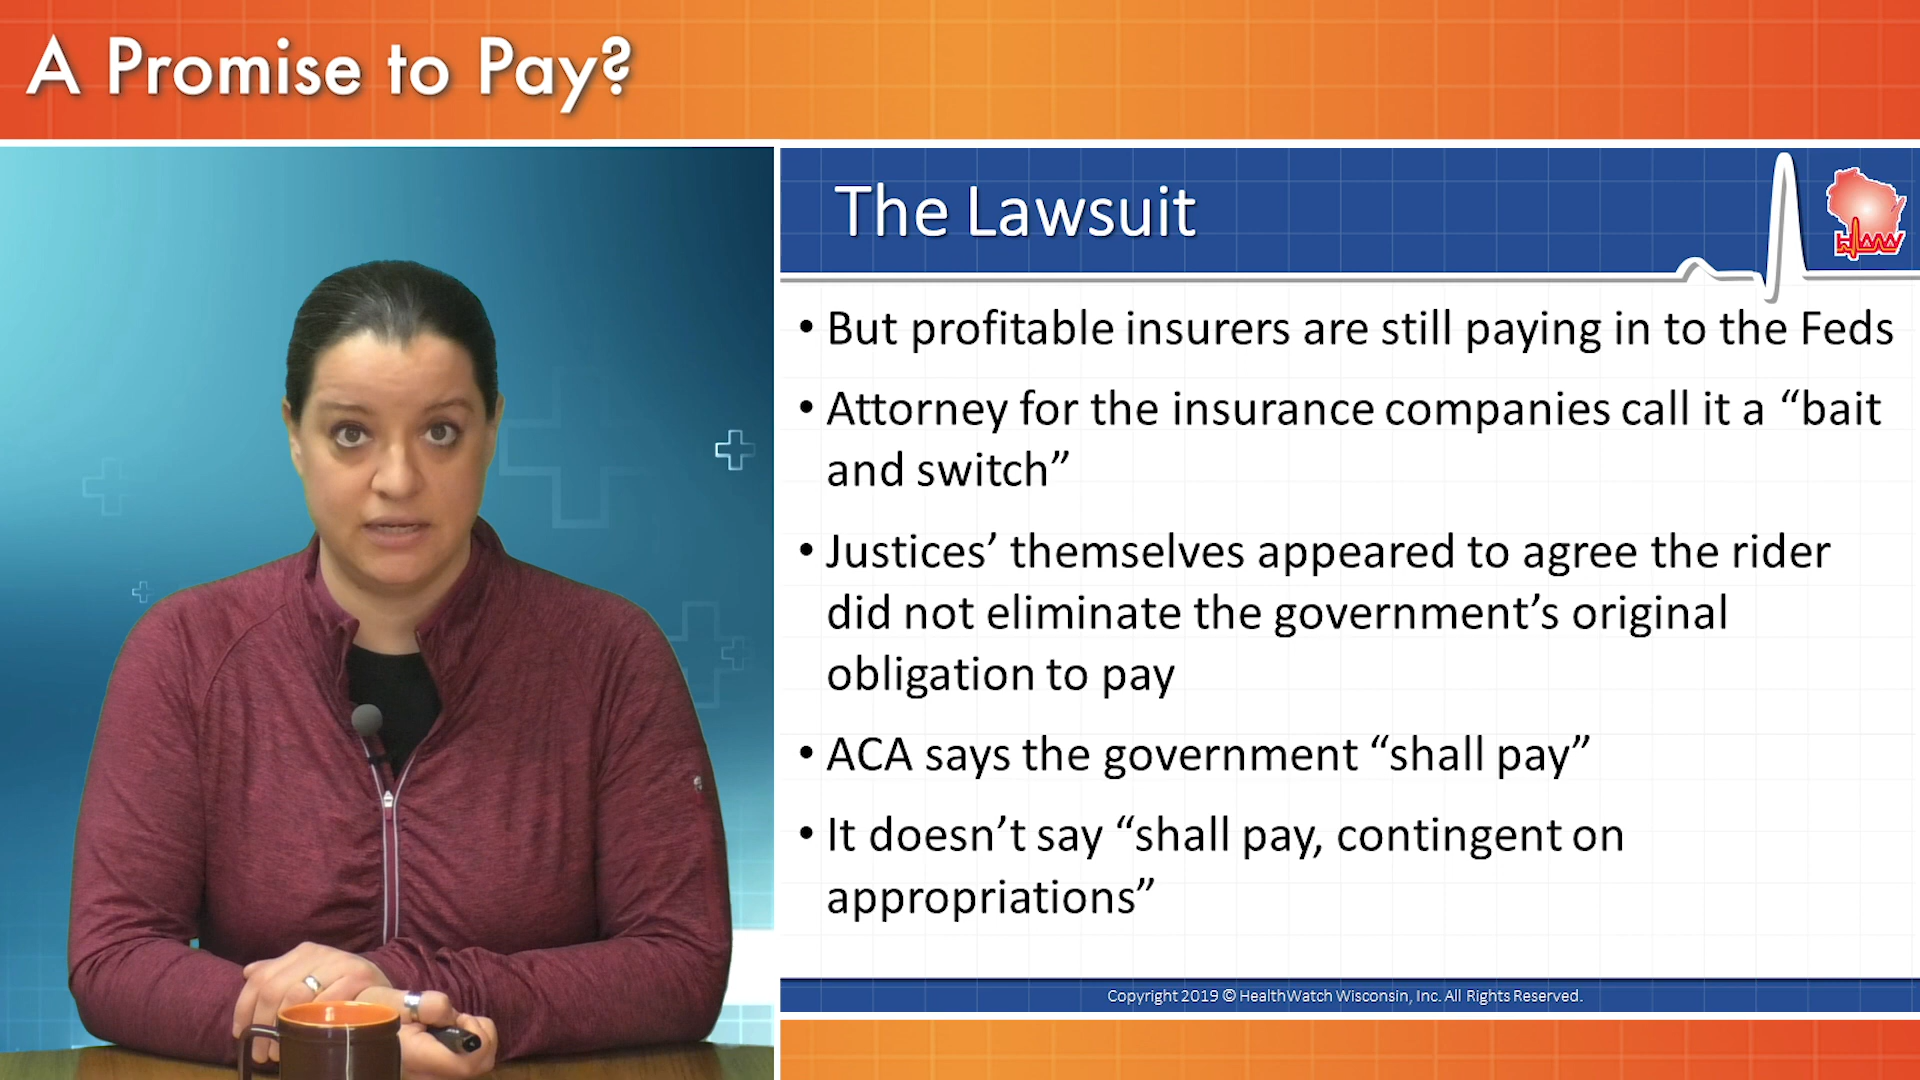 A Promise to Pay?
The Lawsuit
HWW
• But profitable insurers are still paying in to the Feds
• Attorney for the insurance companies call it a “bait
and switch”
• Justices’ themselves appeared to agree the rider
did not eliminate the government’s original
obligation to pay
• ACA says the government “shall pay”
• It doesn’t say “shall pay, contingent on
appropriations”
Copyright 2019 © HealthWatch Wisconsin, Inc. All Rights Reserved.